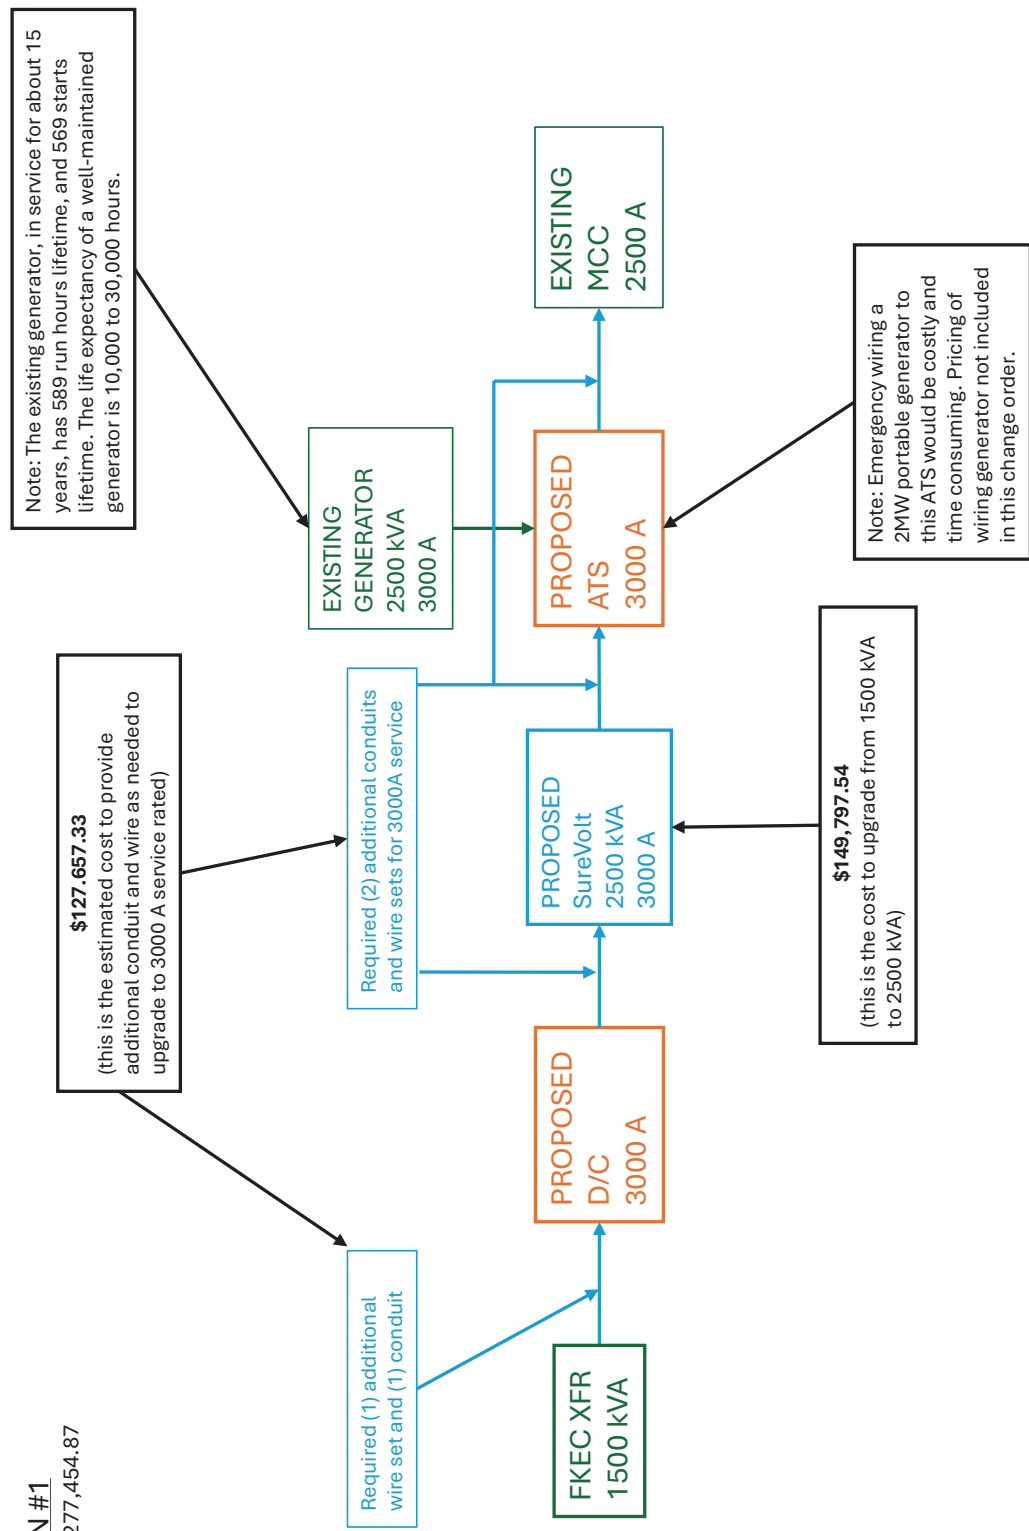 N #1
277,454.87
$127.657.33
(this is the estimated cost to provide
additional conduit and wire as needed to
upgrade to 3000 A service rated)
Note: The existing generator, in service for about 15
years, has 589 run hours lifetime, and 569 starts
lifetime. The life expectancy of a well-maintained
generator is 10,000 to 30,000 hours.
Required (1) additional
wire set and (1) conduit
Required (2) additional conduits
and wire sets for 3000A service
EXISTING
GENERATOR
2500 kVA
3000 A
FKEC XFR
1500 kVA
PROPOSED
D/C
3000 A
PROPOSED
SureVolt
2500 kVA
3000 A
PROPOSED
ATS
3000 A
EXISTING
MCC
2500 A
$149,797.54
(this is the cost to upgrade from 1500 kVA
to 2500 kVA)
Note: Emergency wiring a
2MW portable generator to
this ATS would be costly and
time consuming. Pricing of
wiring generator not included
in this change order.